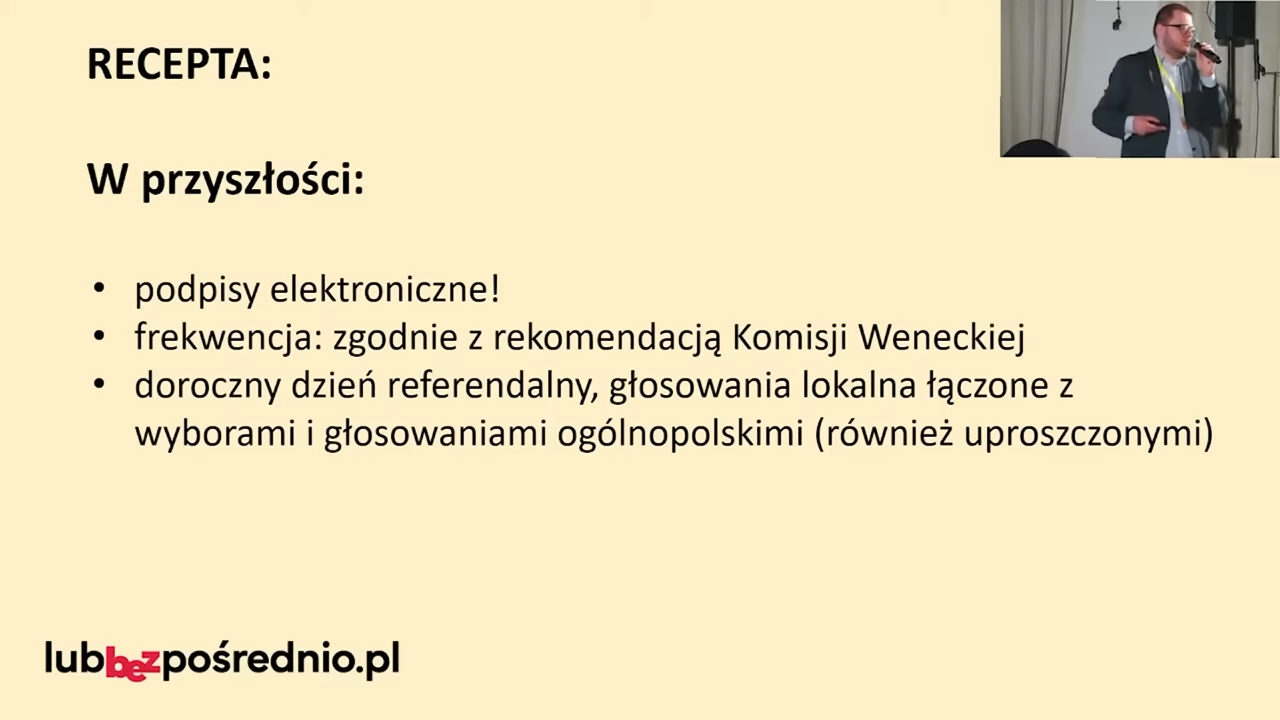 RECEPTA:
W przyszłości:
• podpisy elektroniczne!
• frekwencja: zgodnie z rekomendacją Komisji Weneckiej
• doroczny dzień referendalny, głosowania lokalna łączone z
wyborami i głosowaniami ogólnopolskimi (również uproszczonymi)
lubbezpośrednio.pl